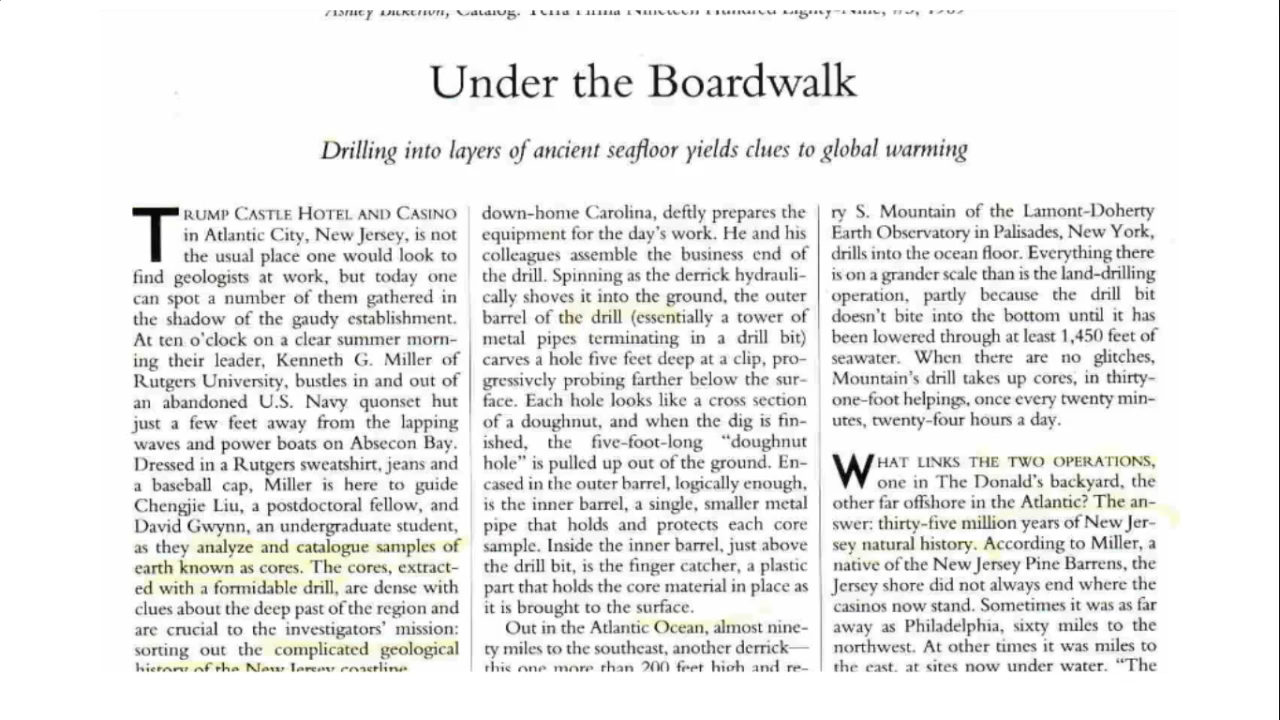 Ashley Bickerton, Catalog: Terra Firma Nineteen Hundred Eighty-Nine, #3, 1989
Under the Boardwalk
Drilling into layers of ancient seafloor yields clues to global warming
TRUMP CASTLE HOTEL AND CASINO
in Atlantic City, New Jersey, is not
the usual place one would look to
find geologists at work, but today one
can spot a number of them gathered in
the shadow of the gaudy establishment.
At ten o'clock on a clear summer morn-
ing their leader, Kenneth G. Miller of
Rutgers University, bustles in and out of
an abandoned U.S. Navy quonset hut
just a few feet away from the lapping
waves and power boats on Absecon Bay.
Dressed in a Rutgers sweatshirt, jeans and
a baseball cap, Miller is here to guide
Chengjie Liu, a postdoctoral fellow, and
David Gwynn, an undergraduate student,
as they analyze and catalogue samples of
earth known as cores. The cores, extract-
ed with a formidable drill, are dense with
clues about the deep past of the region and
are crucial to the investigators' mission:
sorting out the complicated geological
history of the New Jersey coastline.
down-home Carolina, deftly prepares the
equipment for the day's work. He and his
colleagues assemble the business end of
the drill. Spinning as the derrick hydrauli-
cally shoves it into the ground, the outer
barrel of the drill (essentially a tower of
metal pipes terminating in a drill bit)
carves a hole five feet deep at a clip, pro-
gressively probing farther below the sur-
face. Each hole looks like a cross section
of a doughnut, and when the dig is fin-
ished, the five-foot-long "doughnut
hole" is pulled up out of the ground. En-
cased in the outer barrel, logically enough,
is the inner barrel, a single, smaller metal
pipe that holds and protects each core
sample. Inside the inner barrel, just above
the drill bit, is the finger catcher, a plastic
part that holds the core material in place as
it is brought to the surface.
Out in the Atlantic Ocean, almost nine-
ty miles to the southeast, another derrick—
this one more than 200 feet high and re-
ry S. Mountain of the Lamont-Doherty
Earth Observatory in Palisades, New York,
drills into the ocean floor. Everything there
is on a grander scale than is the land-drilling
operation, partly because the drill bit
doesn't bite into the bottom until it has
been lowered through at least 1,450 feet of
seawater. When there are no glitches,
Mountain's drill takes up cores, in thirty-
one-foot helpings, once every twenty min-
utes, twenty-four hours a day.
WHAT LINKS THE TWO OPERATIONS,
one in The Donald's backyard, the
other far offshore in the Atlantic? The an-
swer: thirty-five million years of New Jer-
sey natural history. According to Miller, a
native of the New Jersey Pine Barrens, the
Jersey shore did not always end where the
casinos now stand. Sometimes it was as far
away as Philadelphia, sixty miles to the
northwest. At other times it was miles to
the east, at sites now under water. "The